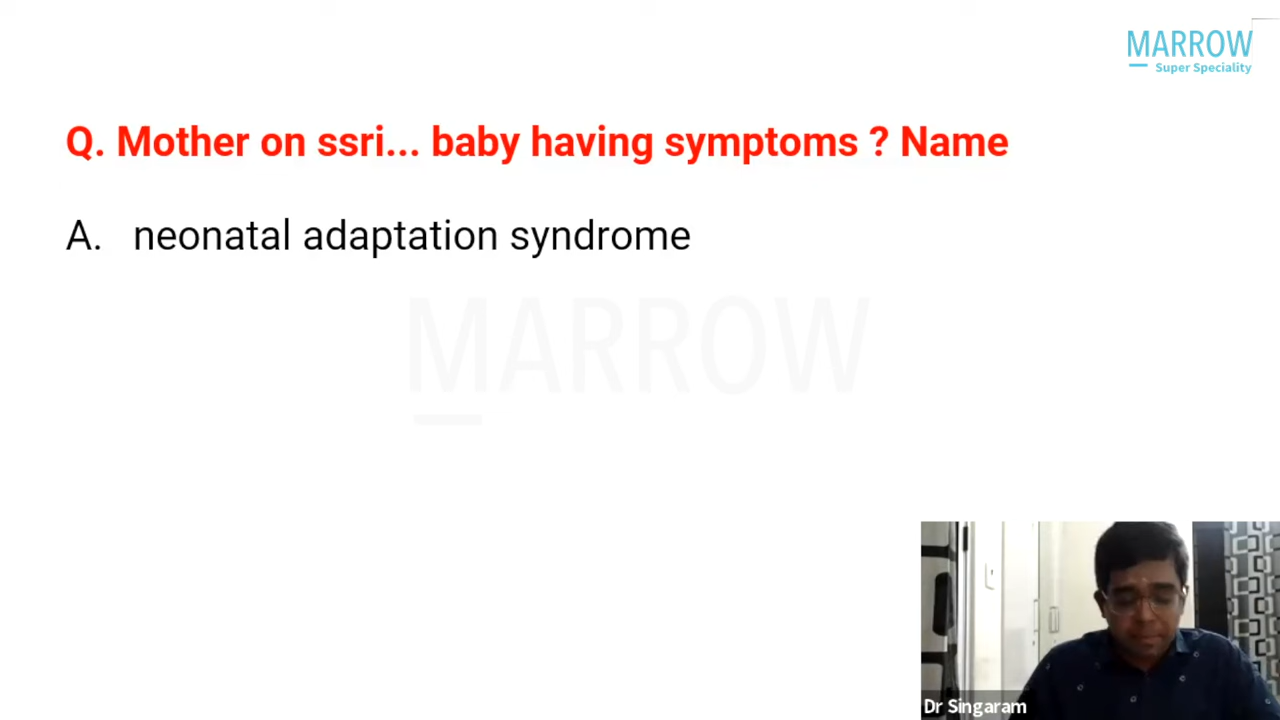 MARROW
Super Speciality
Q. Mother on ssri... baby having symptoms ? Name
A. neonatal adaptation syndrome
MARROW
Dr Singaram